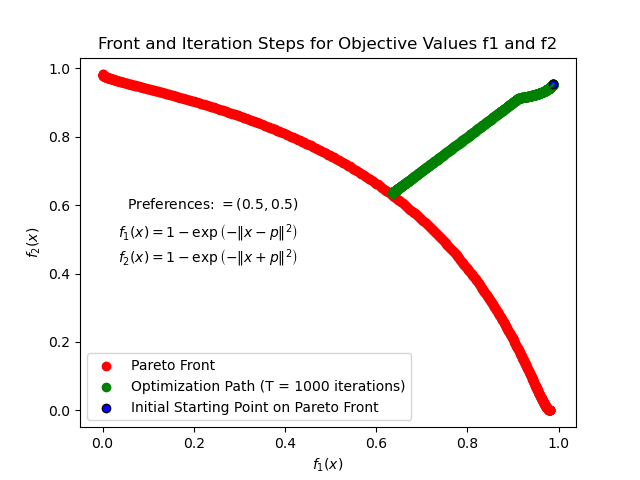 Front and Iteration Steps for Objective Values f1 and f2
1.0
0.8
0.6
0.4
0.2
0.0
f₂(x)
Preferences: = (0.5, 0.5)
f₁(x) = 1 − exp (−‖x − p‖²)
f₂(x) = 1 − exp (−‖x + p‖²)
Pareto Front
Optimization Path (T = 1000 iterations)
Initial Starting Point on Pareto Front
0.0 0.2 0.4 0.6 0.8 1.0
f₁(x)